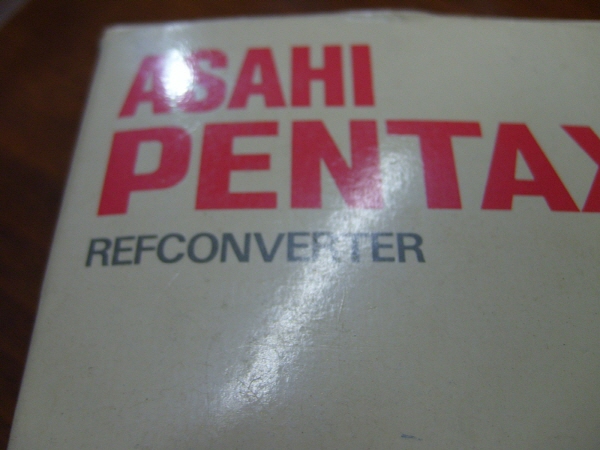 ASAHI
PENTAX
REFCONVERTER